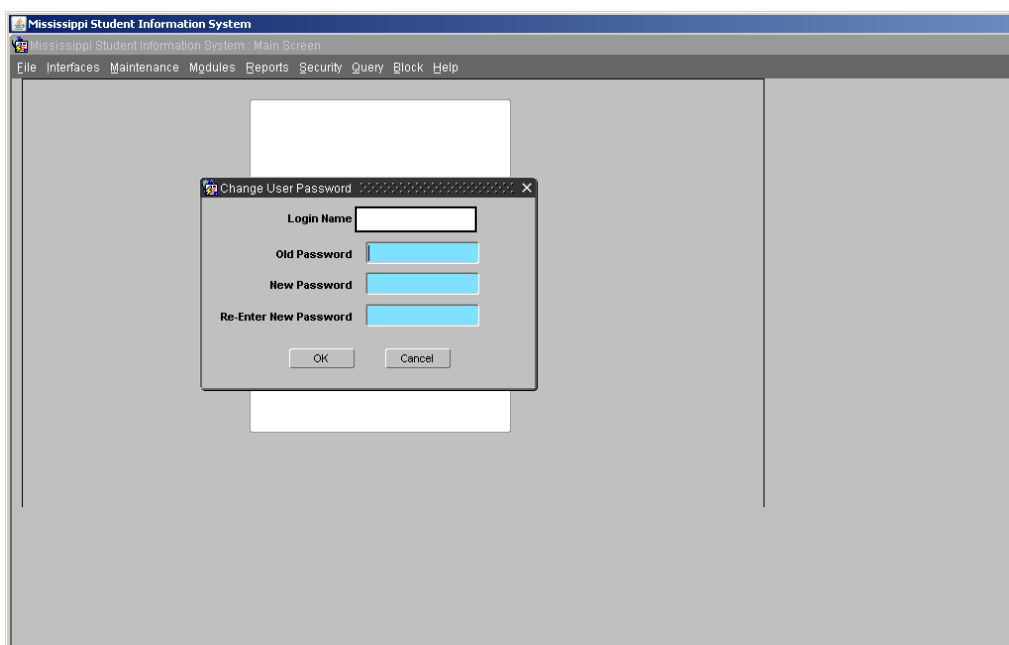 Mississippi Student Information System
Mississippi Student Information System : Main Screen
File Interfaces Maintenance Modules Reports Security Query Block Help
Change User Password
Login Name
Old Password
New Password
Re-Enter New Password
OK Cancel